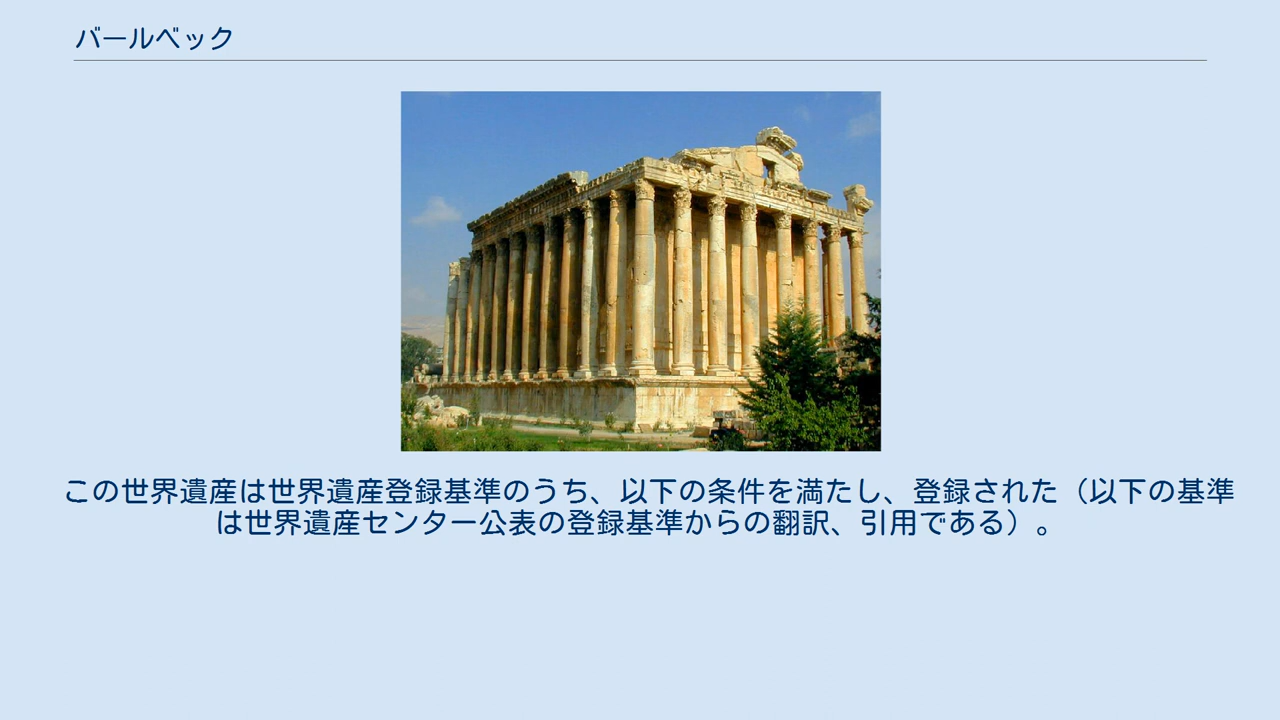 バールベック
この世界遺産は世界遺産登録基準のうち、以下の条件を満たし、登録された（以下の基準
は世界遺産センター公表の登録基準からの翻訳、引用である）。